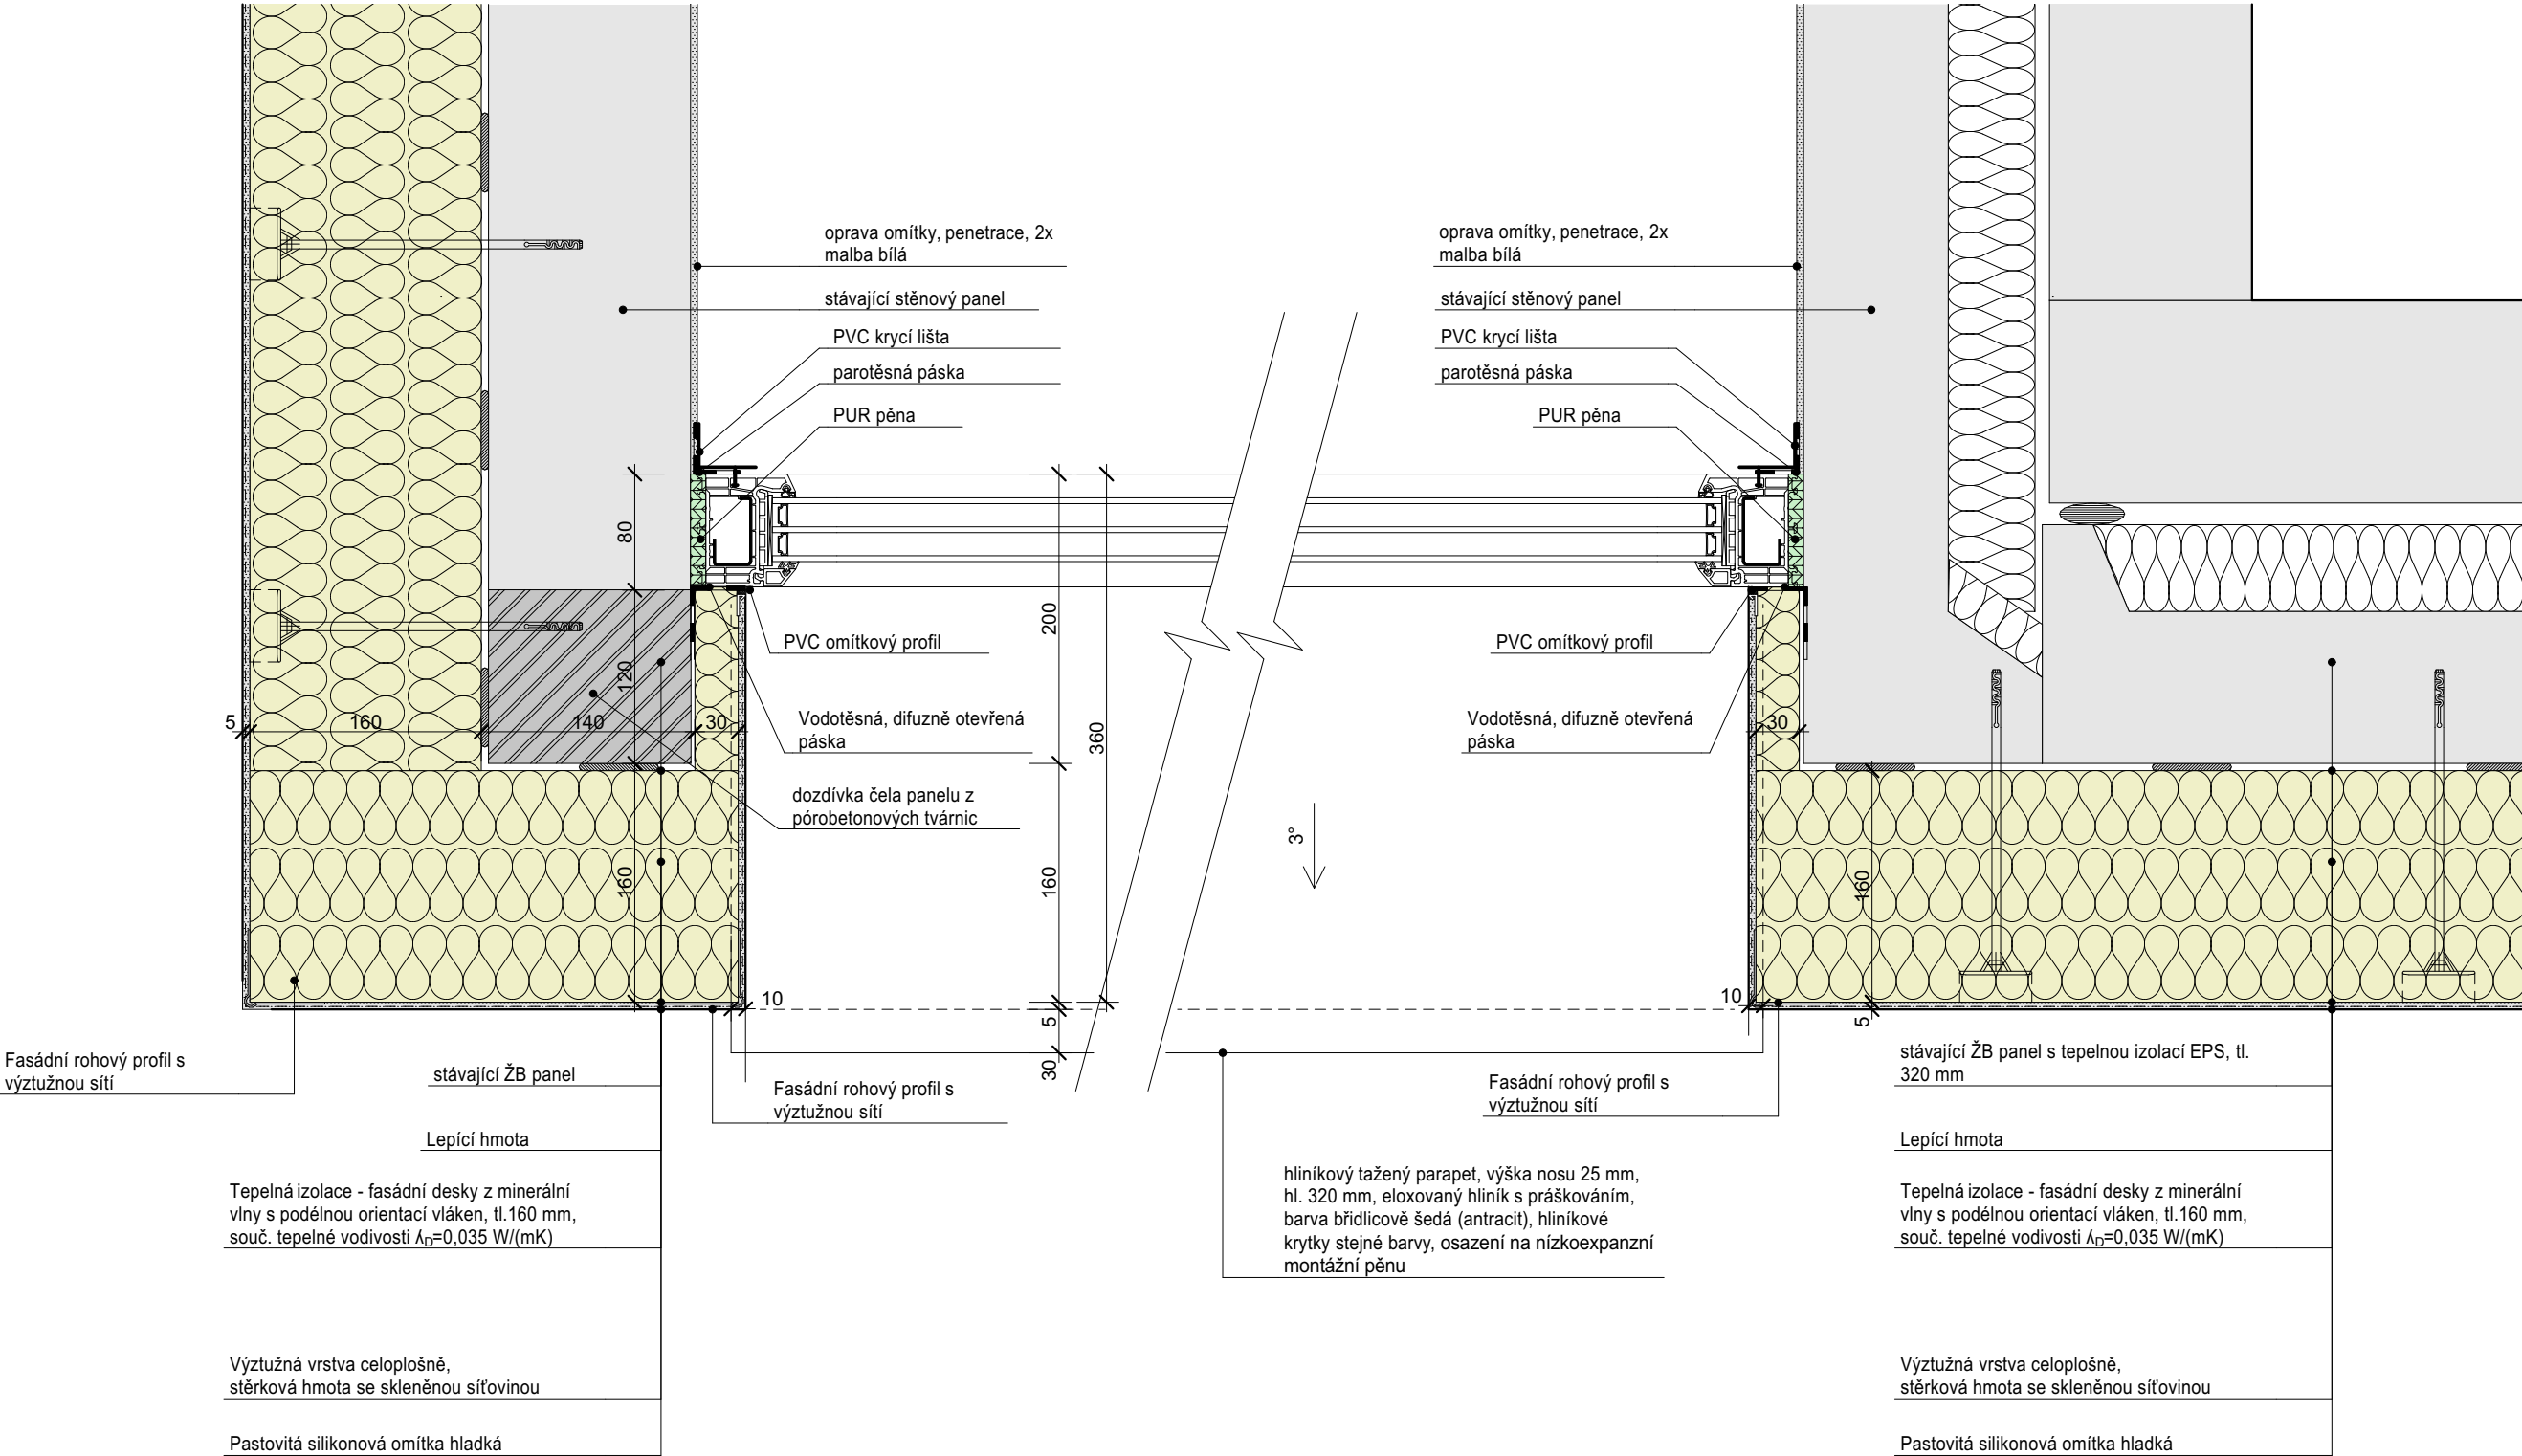 oprava omítky, penetrace, 2x
malba bílá
stávající stěnový panel
PVC krycí lišta
parotěsná páska
PUR pěna
oprava omítky, penetrace, 2x
malba bílá
stávající stěnový panel
PVC krycí lišta
parotěsná páska
PUR pěna
80
200
120
360
PVC omítkový profil
PVC omítkový profil
5
160
140
30
Vodotěsná, difuzně otevřená
páska
Vodotěsná, difuzně otevřená
páska
30
dozdívka čela panelu z
pórobetonových tvárnic
3°
160
160
160
10
10
5
5
30
Fasádní rohový profil s
výztužnou sítí
stávající ŽB panel
Fasádní rohový profil s
výztužnou sítí
Fasádní rohový profil s
výztužnou sítí
stávající ŽB panel s tepelnou izolací EPS, tl.
320 mm
Lepící hmota
Lepící hmota
Tepelná izolace - fasádní desky z minerální
vlny s podélnou orientací vláken, tl.160 mm,
souč. tepelné vodivosti λD=0,035 W/(mK)
hliníkový tažený parapet, výška nosu 25 mm,
hl. 320 mm, eloxovaný hliník s práškováním,
barva břidlicově šedá (antracit), hliníkové
krytky stejné barvy, osazení na nízkoexpanzní
montážní pěnu
Tepelná izolace - fasádní desky z minerální
vlny s podélnou orientací vláken, tl.160 mm,
souč. tepelné vodivosti λD=0,035 W/(mK)
Výztužná vrstva celoplošně,
stěrková hmota se skleněnou síťovinou
Výztužná vrstva celoplošně,
stěrková hmota se skleněnou síťovinou
Pastovitá silikonová omítka hladká
Pastovitá silikonová omítka hladká